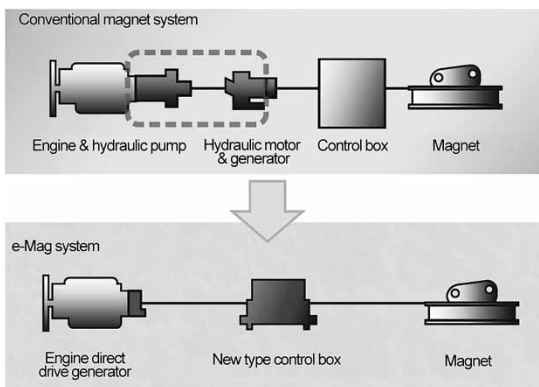 Conventional magnet system
Engine & hydraulic pump
Hydraulic motor
& generator
Control box
Magnet
e-Mag system
Engine direct
drive generator
New type control box
Magnet